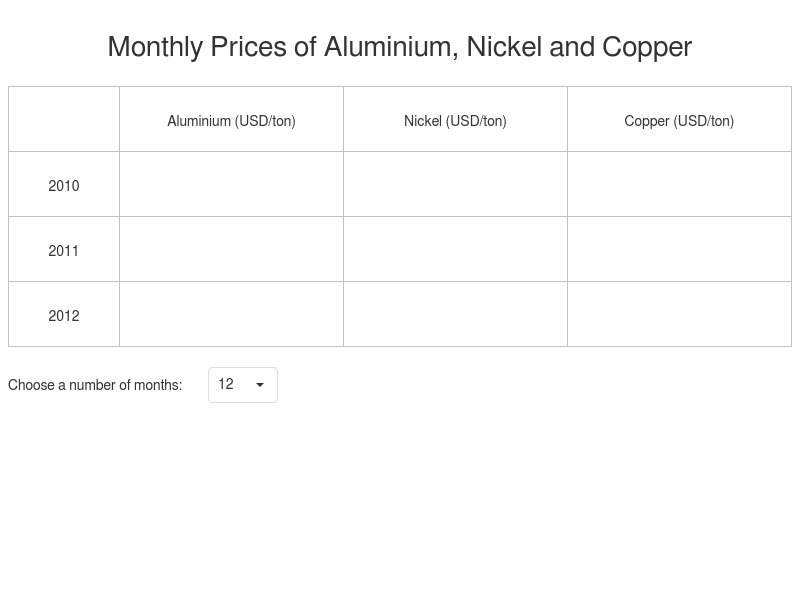 Monthly Prices of Aluminium, Nickel and Copper
Aluminium (USD/ton) Nickel (USD/ton) Copper (USD/ton)
2010
2011
2012
Choose a number of months: 12